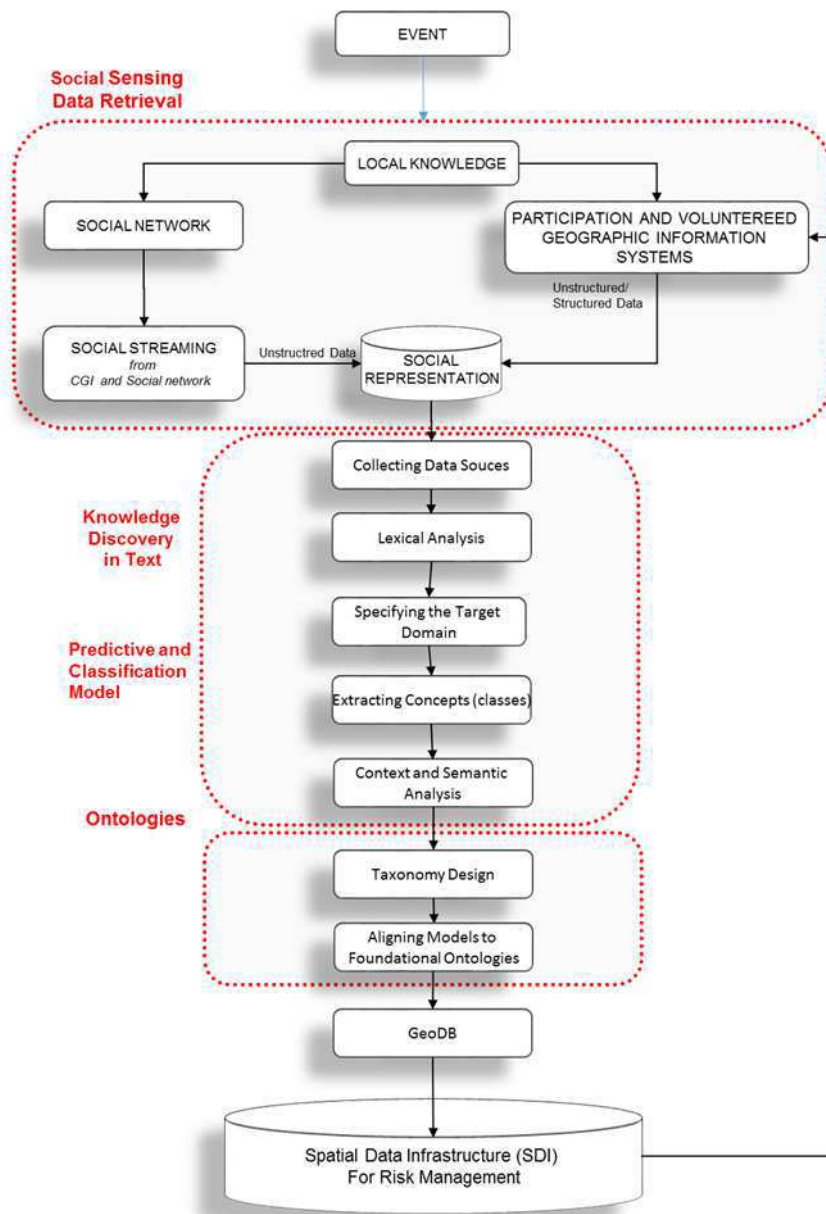 EVENT
Social Sensing
Data Retrieval
LOCAL KNOWLEDGE
SOCIAL NETWORK
PARTICIPATION AND VOLUNTEREED
GEOGRAPHIC INFORMATION
SYSTEMS
Unstructured/
Structured Data
SOCIAL STREAMING
from
CGI and Social network
Unstructred Data
SOCIAL
REPRESENTATION
Collecting Data Souces
Knowledge
Discovery
in Text
Lexical Analysis
Specifying the Target
Domain
Predictive and
Classification
Model
Extracting Concepts (classes)
Context and Semantic
Analysis
Ontologies
Taxonomy Design
Aligning Models to
Foundational Ontologies
GeoDB
Spatial Data Infrastructure (SDI)
For Risk Management